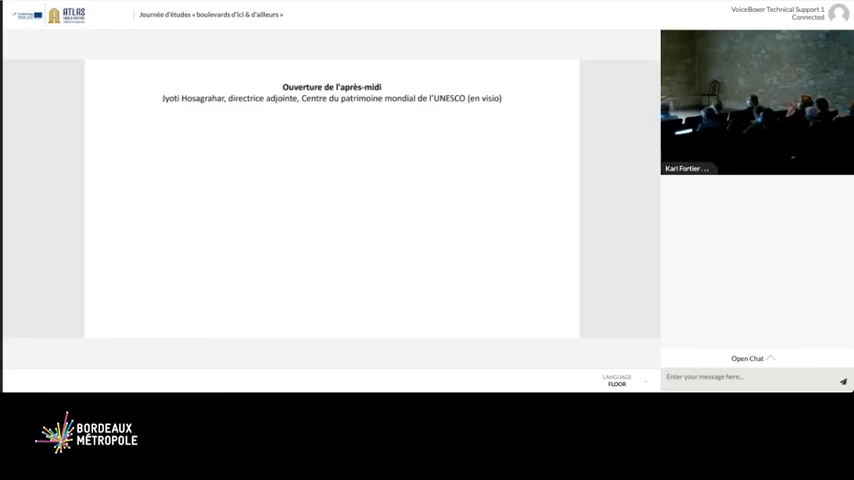 ATLAS
Journée d'études « boulevards d'ici & d'ailleurs »
VoiceBoxer Technical Support 1
Connected
Ouverture de l'après-midi
Jyoti Hosagrahar, directrice adjointe, Centre du patrimoine mondial de l'UNESCO (en visio)
Karl Fortier ...
Open Chat
LANGUAGE
FLOOR
Enter your message here...
BORDEAUX
MÉTROPOLE